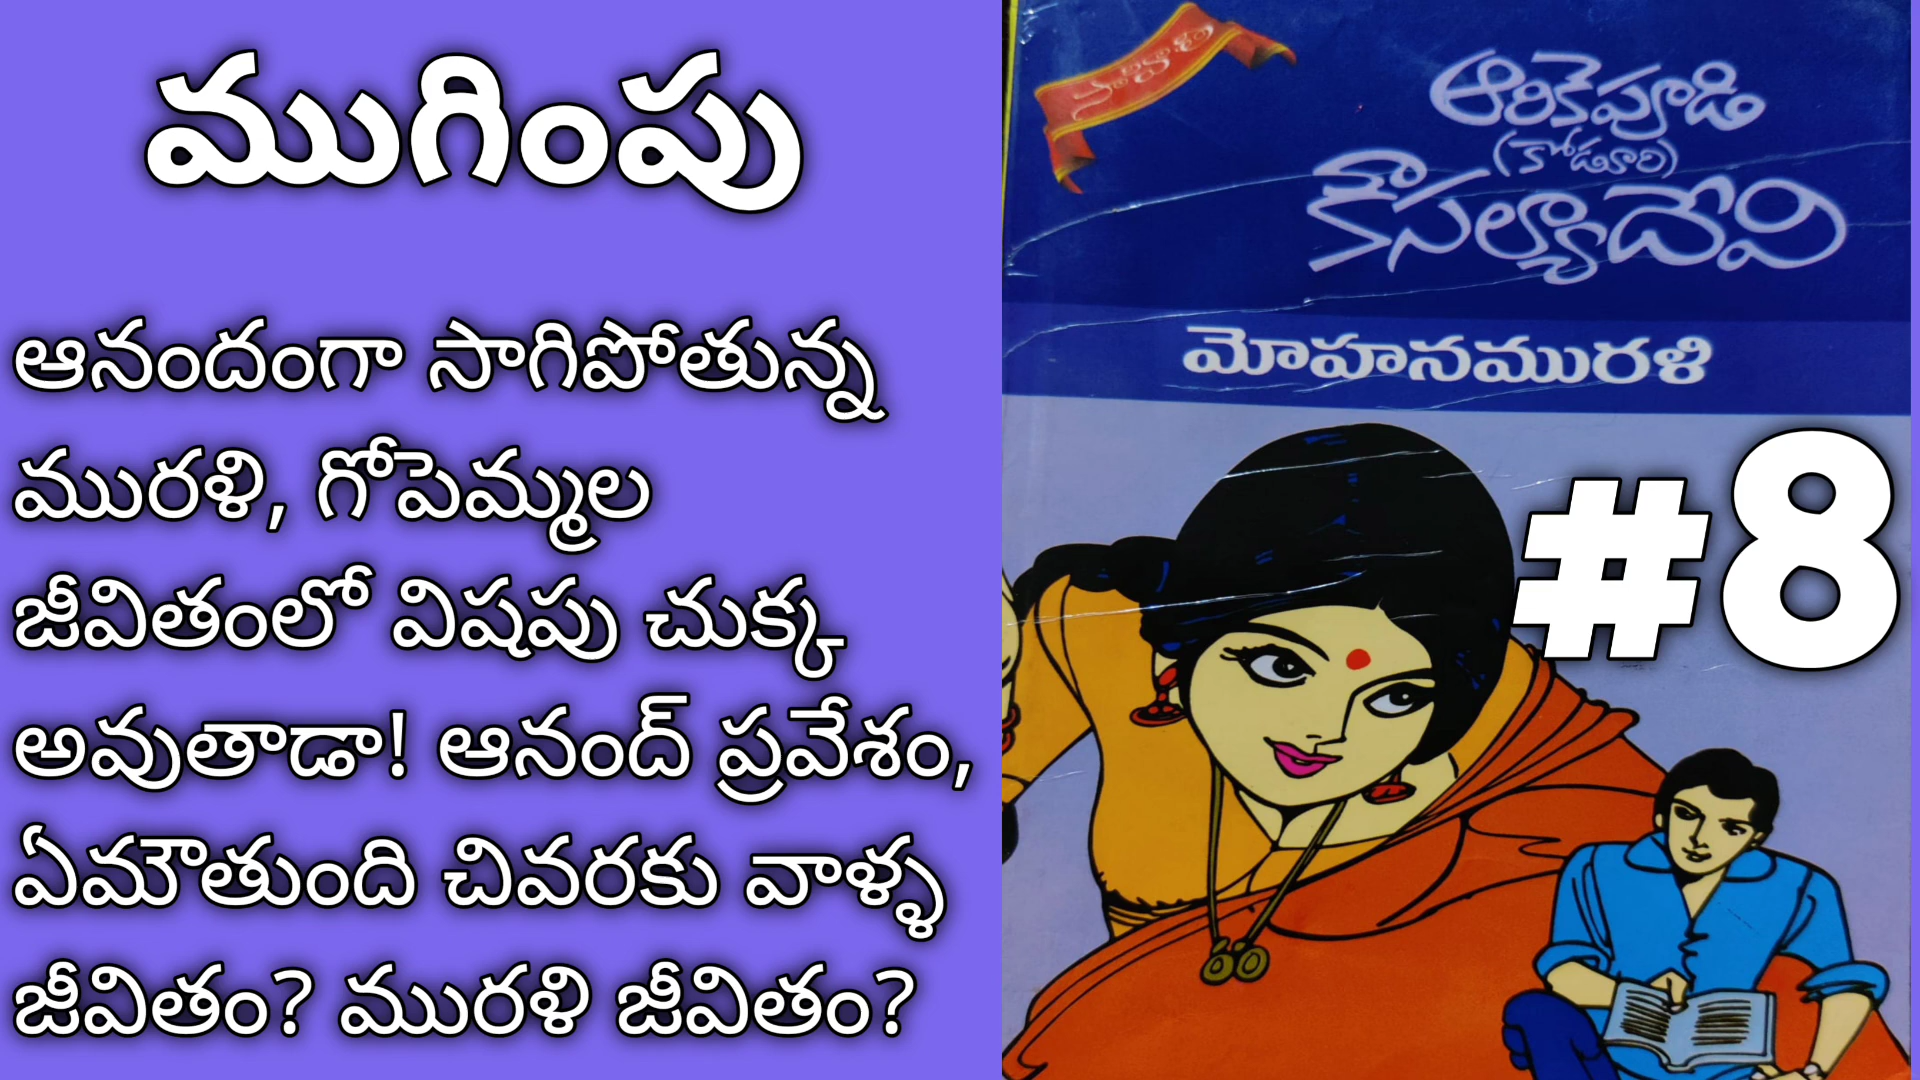 ముగింపు
ఆనందంగా సాగిపోతున్న
మురళి, గోపెమ్మల
జీవితంలో విషపు చుక్క
అవుతాడా! ఆనంద్ ప్రవేశం,
ఏమౌతుంది చివరకు వాళ్ళ
జీవితం? మురళి జీవితం?
ఆరికెపూడి
(కోడూరి)
కౌసల్యాదేవి
మోహనమురళి
#8